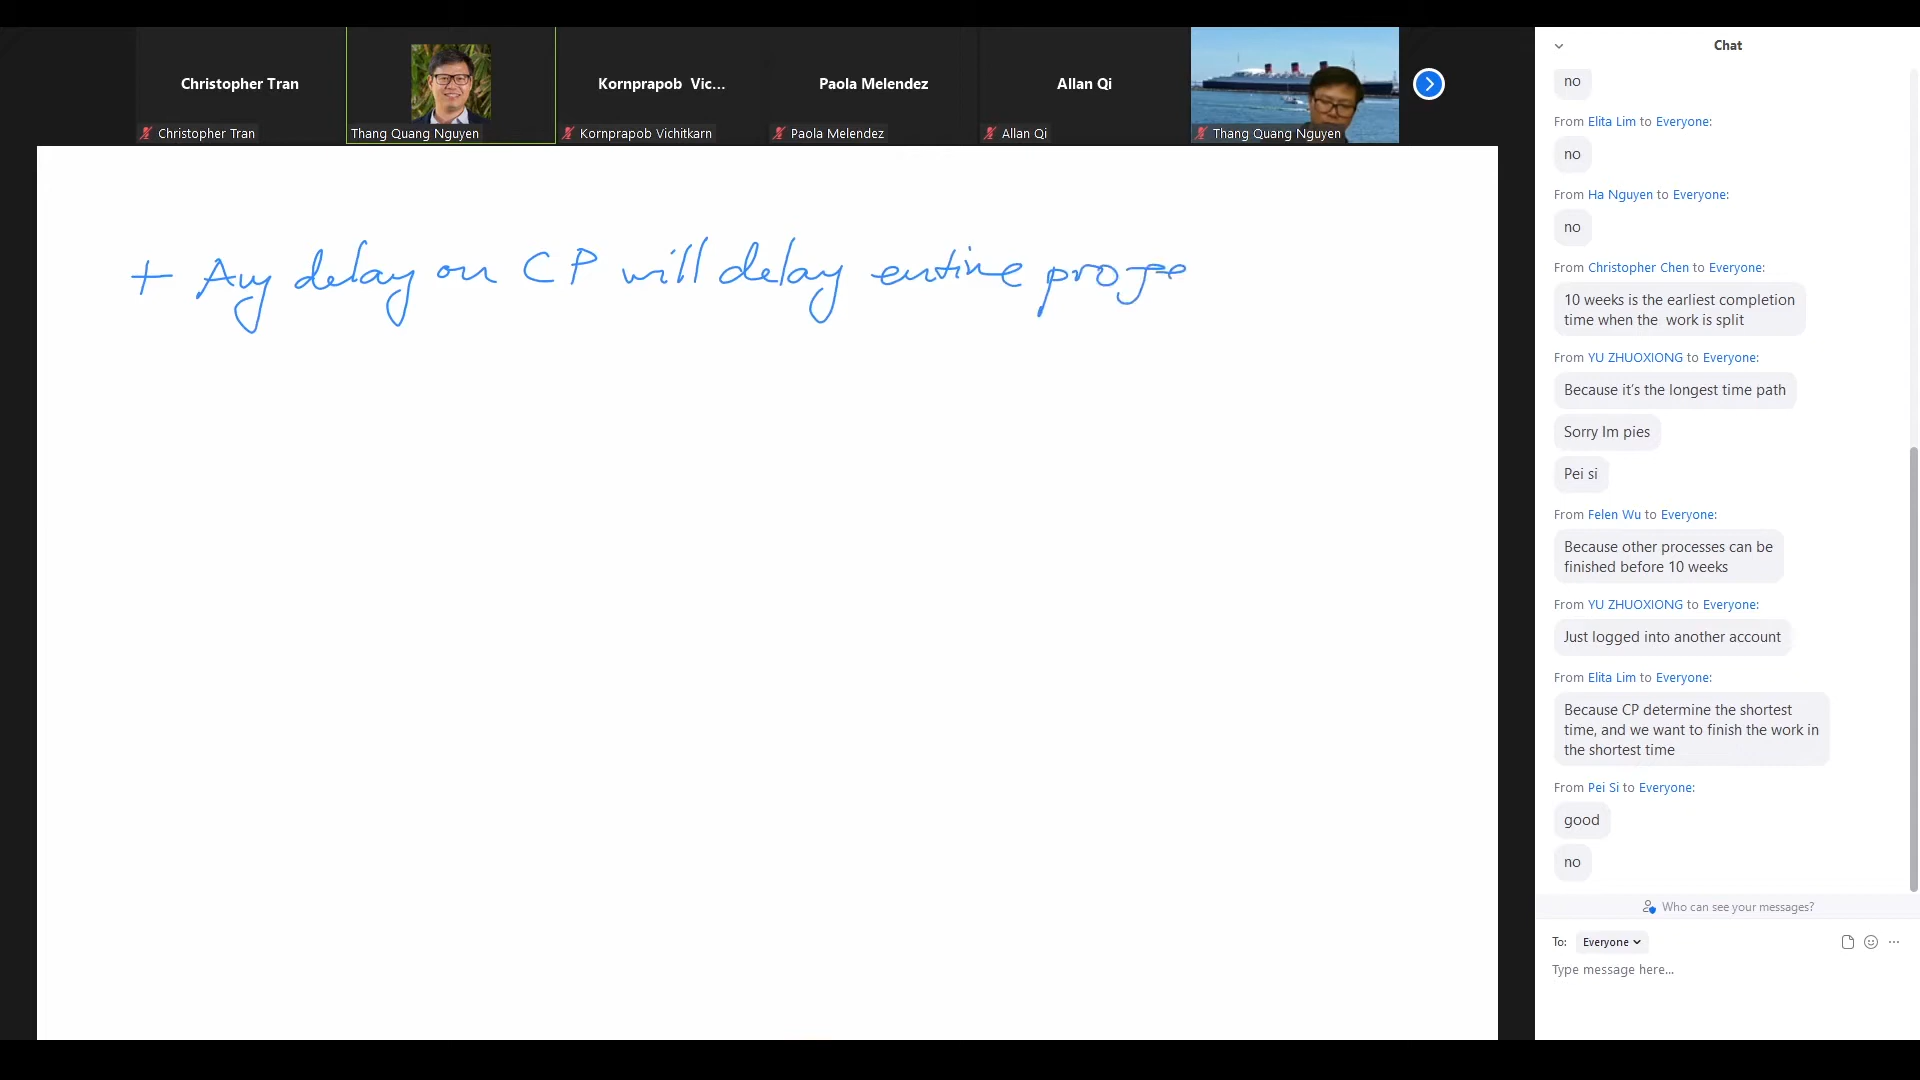 Christopher Tran
Christopher Tran
Thang Quang Nguyen
Kornprapob Vic...
Kornprapob Vichitkarn
Paola Melendez
Paola Melendez
Allan Qi
Allan Qi
Thang Quang Nguyen
+ Any delay on CP will delay entire proje
Chat
no
From Elita Lim to Everyone:
no
From Ha Nguyen to Everyone:
no
From Christopher Chen to Everyone:
10 weeks is the earliest completion
time when the work is split
From YU ZHUOXIONG to Everyone:
Because it's the longest time path
Sorry Im pies
Pei si
From Felen Wu to Everyone:
Because other processes can be
finished before 10 weeks
From YU ZHUOXIONG to Everyone:
Just logged into another account
From Elita Lim to Everyone:
Because CP determine the shortest
time, and we want to finish the work in
the shortest time
From Pei Si to Everyone:
good
no
Who can see your messages?
To: Everyone
Type message here...